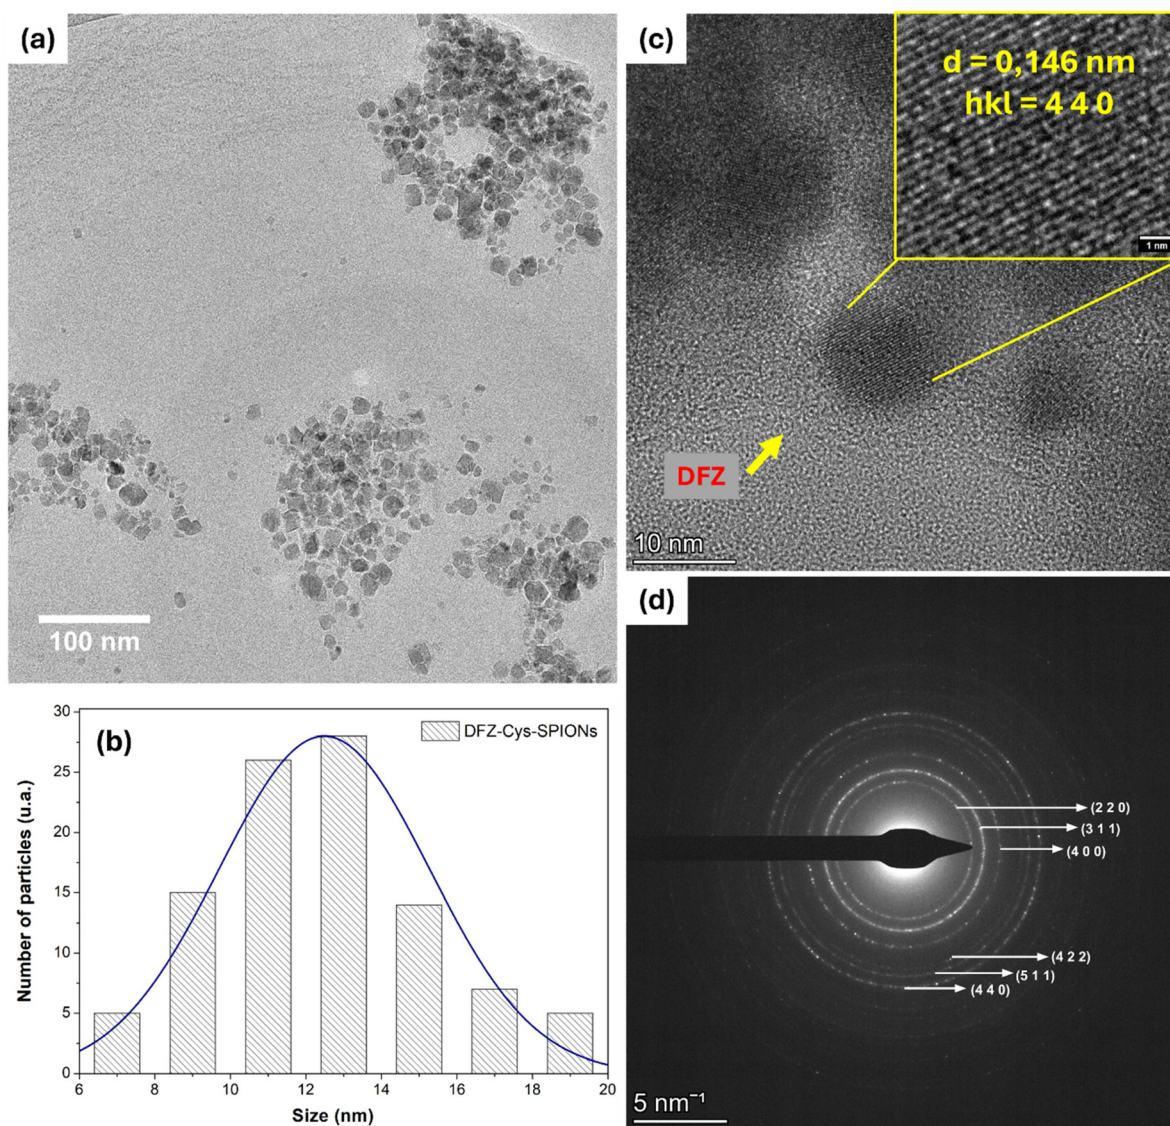 (a)
100 nm
(b)
DFZ-Cys-SPIONs
Number of particles (u.a.)
30
25
20
15
10
5
0
6 8 10 12 14 16 18 20
Size (nm)
(c)
d = 0,146 nm
hkl = 4 4 0
1 nm
DFZ
10 nm
(d)
(2 2 0)
(3 1 1)
(4 0 0)
(4 2 2)
(5 1 1)
(4 4 0)
5 nm⁻¹